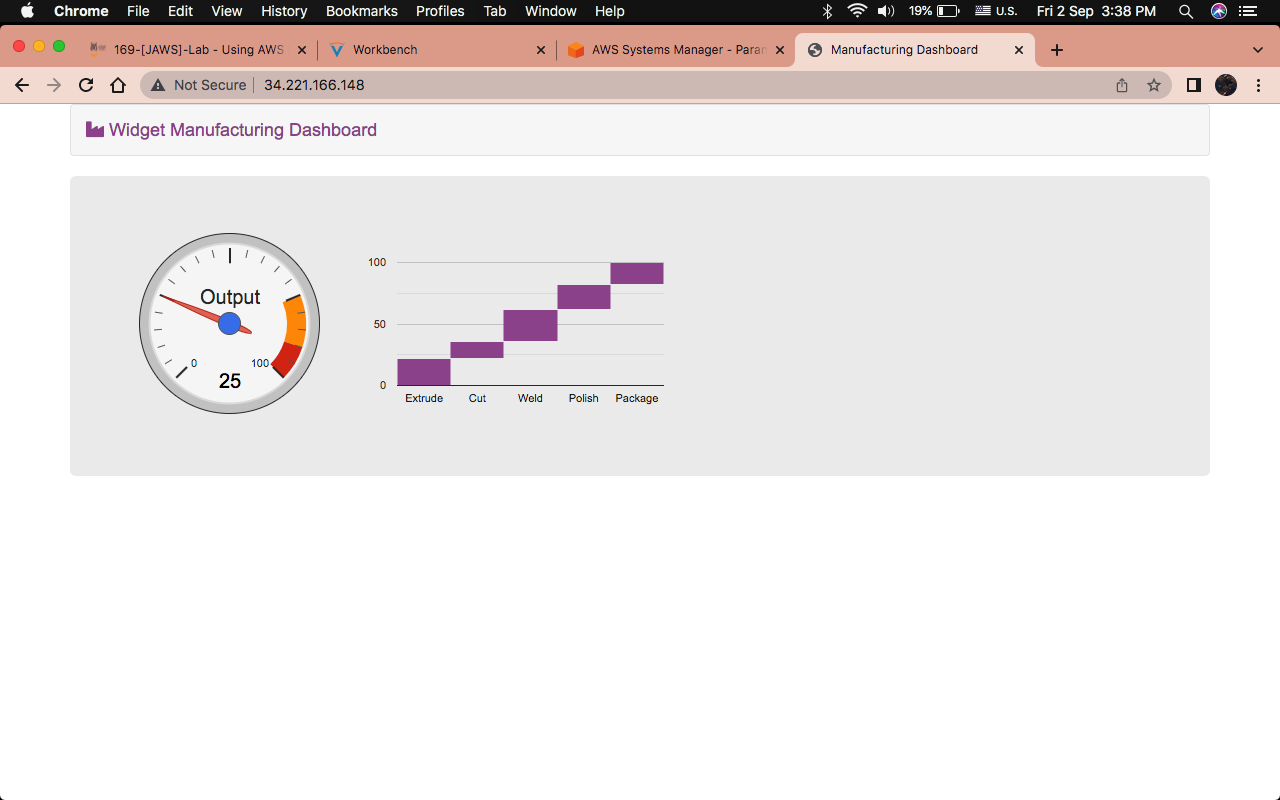 Chrome File Edit View History Bookmarks Profiles Tab Window Help 19% U.S. Fri 2 Sep 3:38 PM
169-[JAWS]-Lab - Using AWS Workbench AWS Systems Manager - Param Manufacturing Dashboard
Not Secure 34.221.166.148
Widget Manufacturing Dashboard
Output
0 100
25
100
50
0
Extrude Cut Weld Polish Package